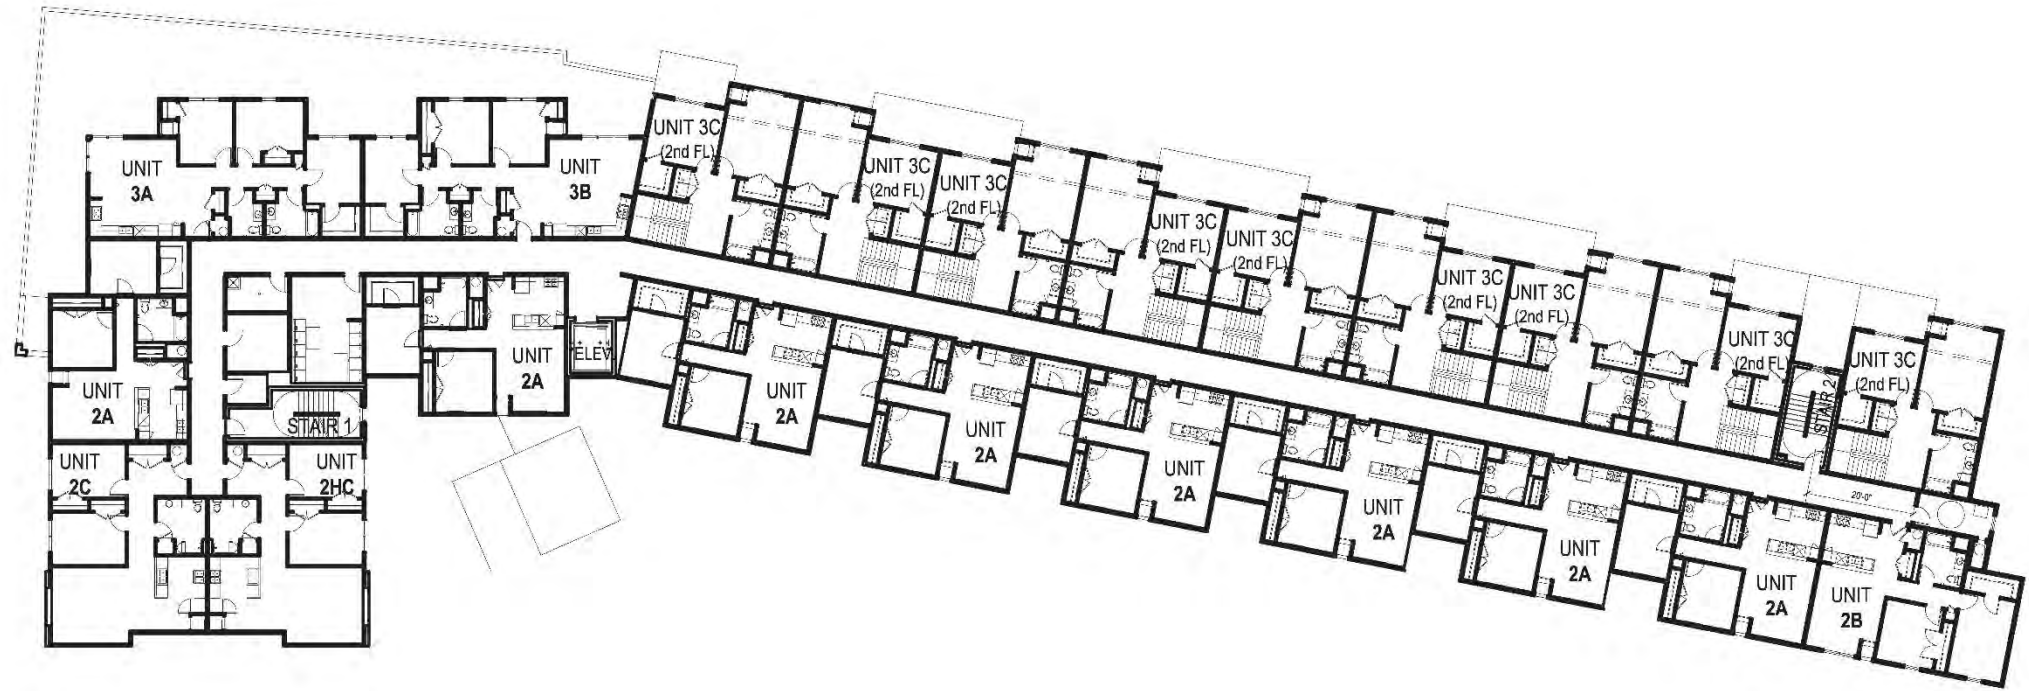 UNIT 3C
(2nd FL)
UNIT
3A
UNIT
3B
UNIT 3C
(2nd FL)
UNIT 3C
(2nd FL)
UNIT 3C
(2nd FL)
UNIT 3C
(2nd FL)
UNIT 3C
(2nd FL)
UNIT 3C
(2nd FL)
UNIT 3C
(2nd FL)
UNIT 3C
(2nd FL)
STAIR 2
UNIT
2A
ELEV.
UNIT
2A
STAIR 1
UNIT
2C
UNIT
2HC
UNIT
2A
UNIT
2A
UNIT
2A
UNIT
2A
UNIT
2A
UNIT
2A
UNIT
2B
20'-0"